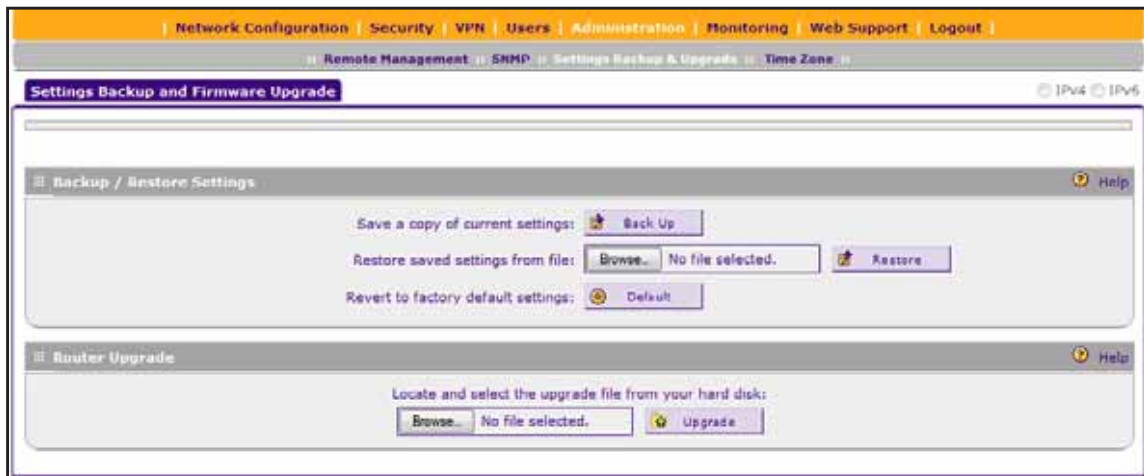 Network Configuration | Security | VPN | Users | Administration | Monitoring | Web Support | Logout
Remote Management :: SNMP :: Settings Backup & Upgrade :: Time Zone
Settings Backup and Firmware Upgrade IPv4 IPv6
Backup / Restore Settings Help
Save a copy of current settings: Back Up
Restore saved settings from file: Browse... No file selected. Restore
Revert to factory default settings: Default
Router Upgrade Help
Locate and select the upgrade file from your hard disk:
Browse... No file selected. Upgrade